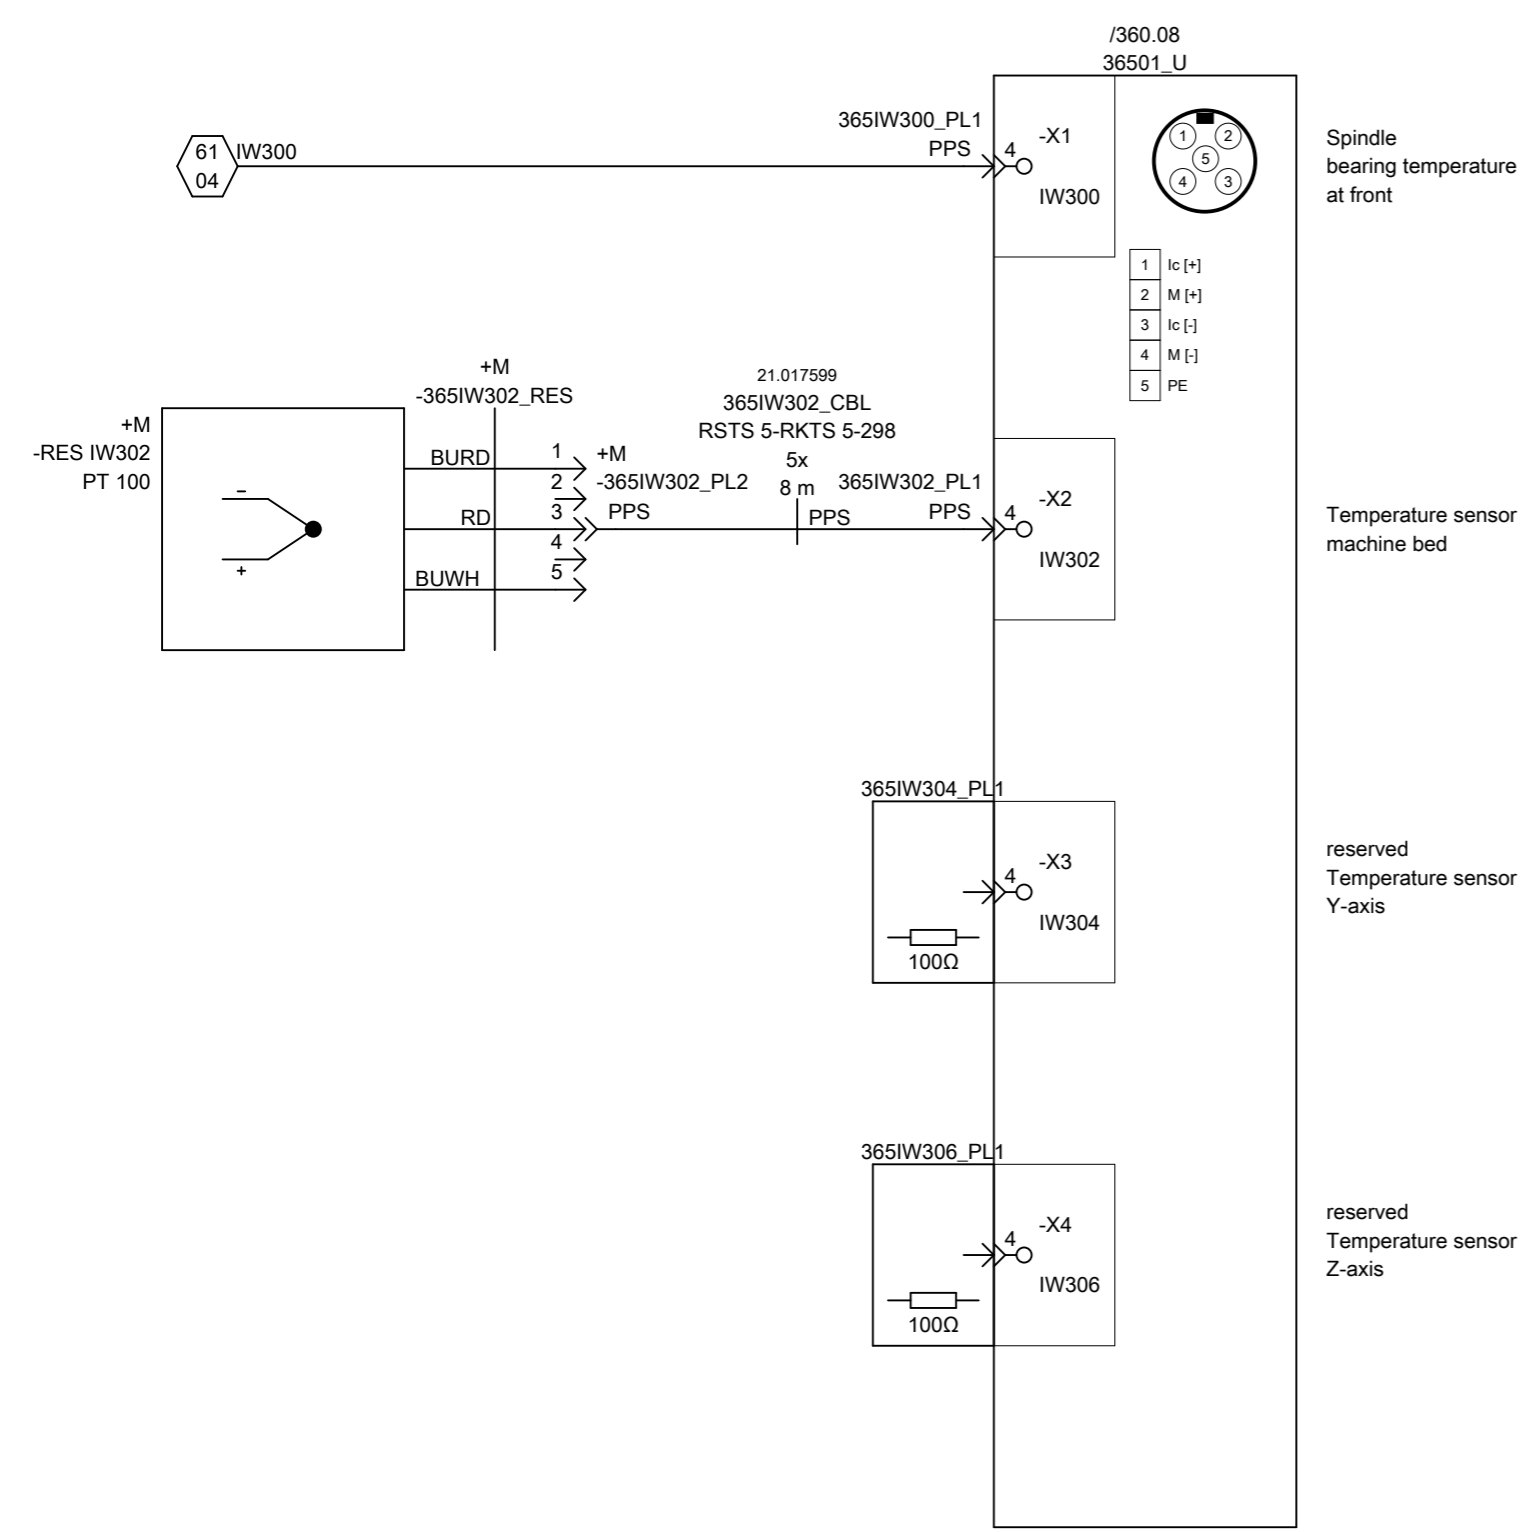 /360.08
36501_U
61
04
IW300
365IW300_PL1
PPS
4
-X1
IW300
1
2
5
4
3
Spindle
bearing temperature
at front
1 Ic [+]
2 M [+]
3 Ic [-]
4 M [-]
5 PE
+M
-RES IW302
PT 100
−
+
+M
-365IW302_RES
BURD
RD
BUWH
1
2
3
4
5
+M
-365IW302_PL2
PPS
21.017599
365IW302_CBL
RSTS 5-RKTS 5-298
5x
8 m
PPS
365IW302_PL1
PPS
4
-X2
IW302
Temperature sensor
machine bed
365IW304_PL1
4
-X3
IW304
100Ω
reserved
Temperature sensor
Y-axis
365IW306_PL1
4
-X4
IW306
100Ω
reserved
Temperature sensor
Z-axis